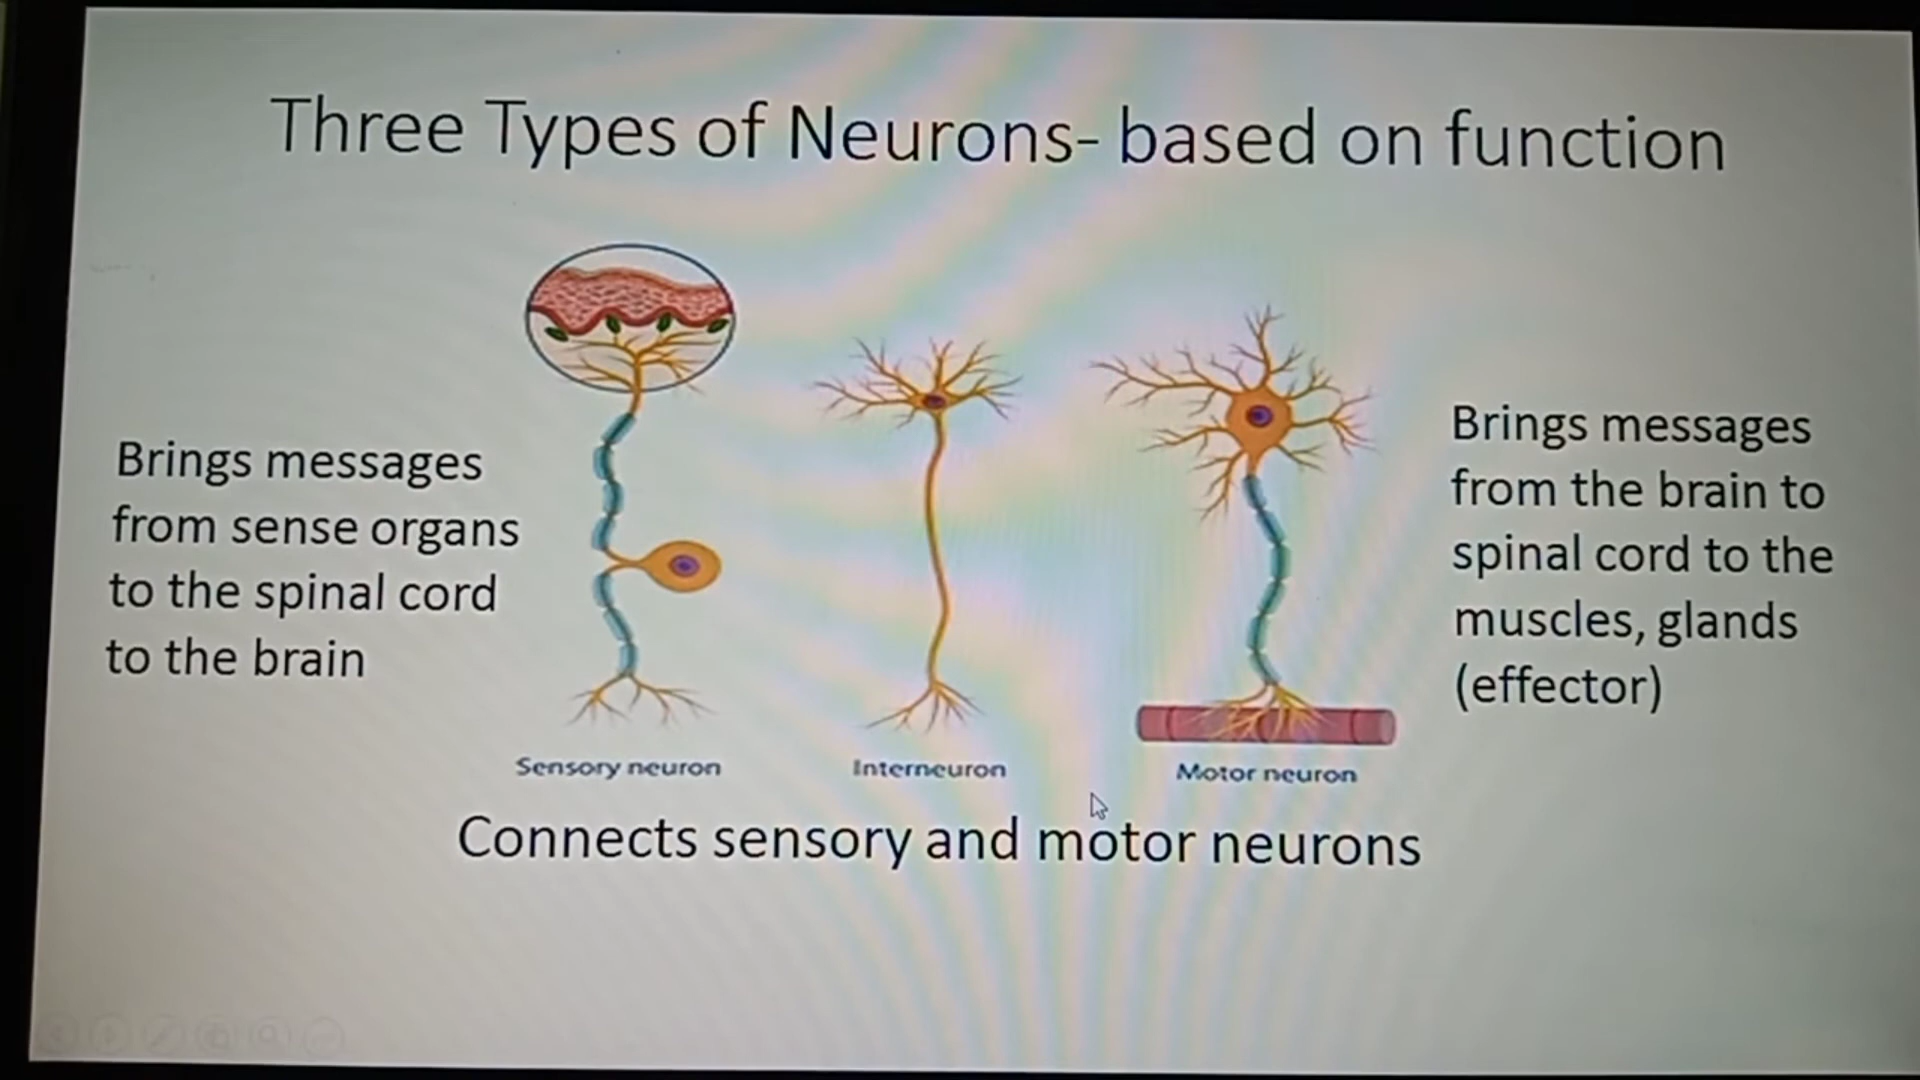 Three Types of Neurons- based on function
Brings messages
from sense organs
to the spinal cord
to the brain
Brings messages
from the brain to
spinal cord to the
muscles, glands
(effector)
Sensory neuron
Interneuron
Motor neuron
Connects sensory and motor neurons